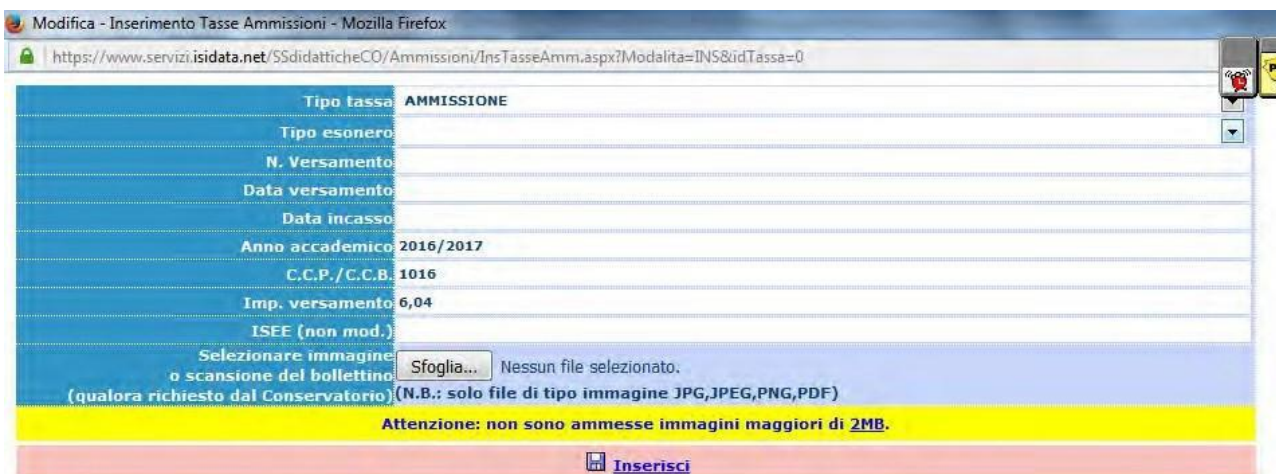 Modifica - Inserimento Tasse Ammissioni - Mozilla Firefox
https://www.servizi.isidata.net/SSdidatticheCO/Ammissioni/InsTasseAmm.aspx?Modalita=INS&idTassa=0
Tipo tassa AMMISSIONE
Tipo esonero
N. Versamento
Data versamento
Data incasso
Anno accademico 2016/2017
C.C.P./C.C.B. 1016
Imp. versamento 6,04
ISEE (non mod.)
Selezionare immagine
o scansione del bollettino
(qualora richiesto dal Conservatorio)
Sfoglia... Nessun file selezionato.
(N.B.: solo file di tipo immagine JPG,JPEG,PNG,PDF)
Attenzione: non sono ammesse immagini maggiori di 2MB.
Inserisci